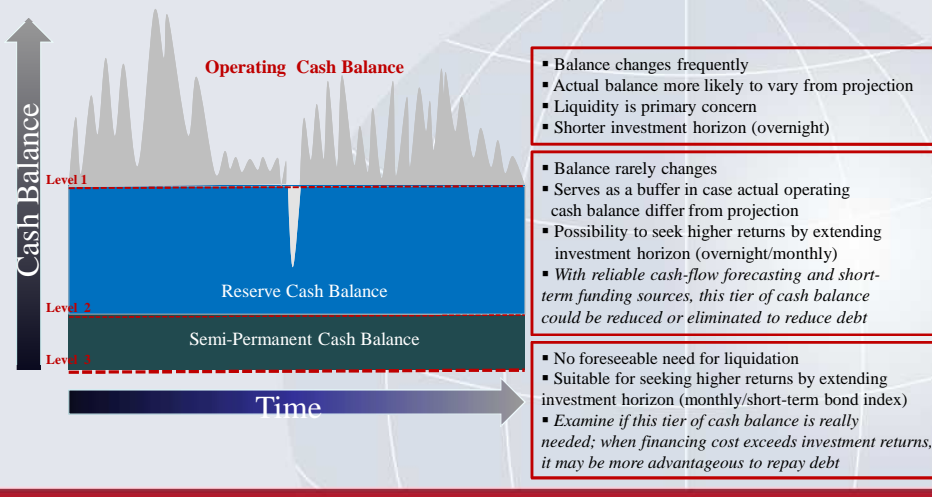 Cash Balance
Operating Cash Balance
Level 1
Reserve Cash Balance
Level 2
Semi-Permanent Cash Balance
Level 3
Time
▪ Balance changes frequently
▪ Actual balance more likely to vary from projection
▪ Liquidity is primary concern
▪ Shorter investment horizon (overnight)
▪ Balance rarely changes
▪ Serves as a buffer in case actual operating
cash balance differ from projection
▪ Possibility to seek higher returns by extending
investment horizon (overnight/monthly)
▪ With reliable cash-flow forecasting and short-
term funding sources, this tier of cash balance
could be reduced or eliminated to reduce debt
▪ No foreseeable need for liquidation
▪ Suitable for seeking higher returns by extending
investment horizon (monthly/short-term bond index)
▪ Examine if this tier of cash balance is really
needed; when financing cost exceeds investment returns,
it may be more advantageous to repay debt